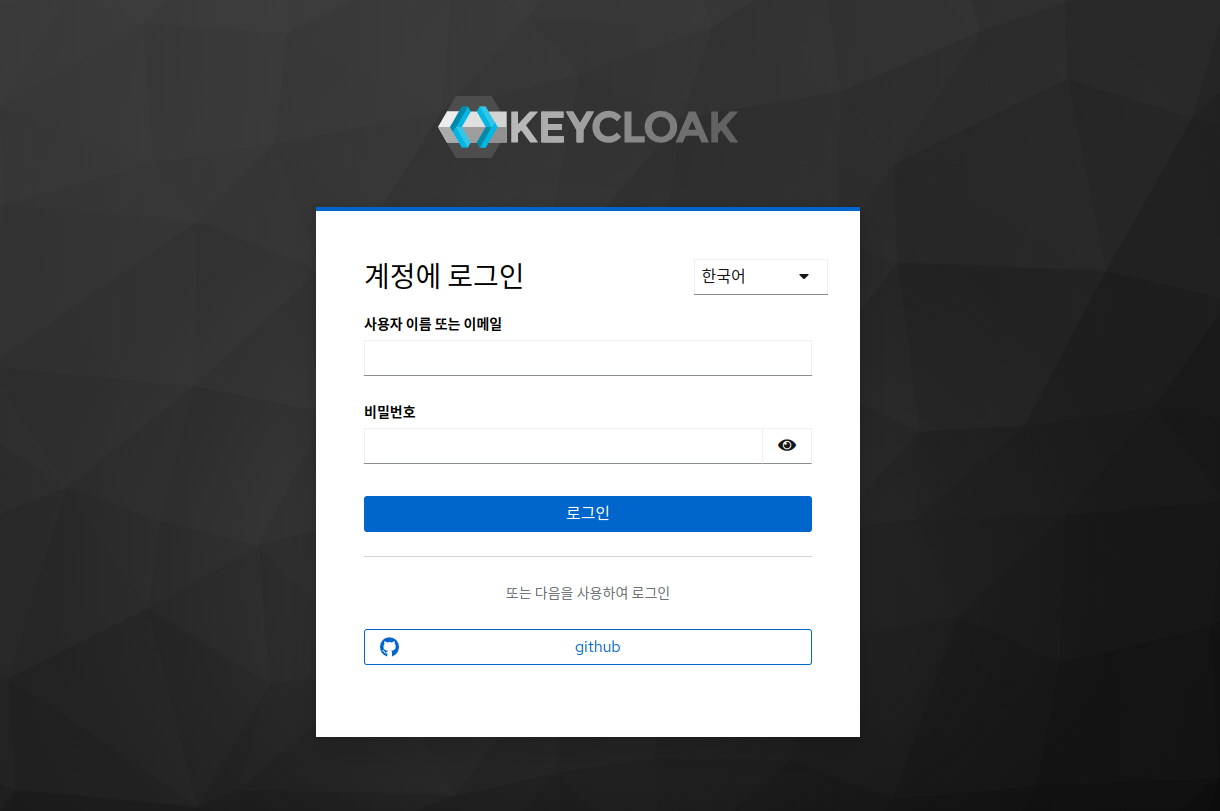 KEYCLOAK
계정에 로그인
한국어
사용자 이름 또는 이메일
비밀번호
로그인
또는 다음을 사용하여 로그인
github